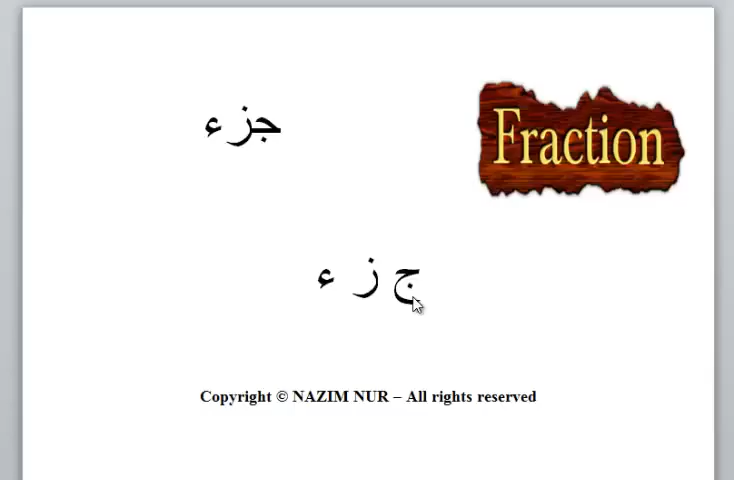 جزء
Fraction
ج ز ء
Copyright © NAZIM NUR – All rights reserved